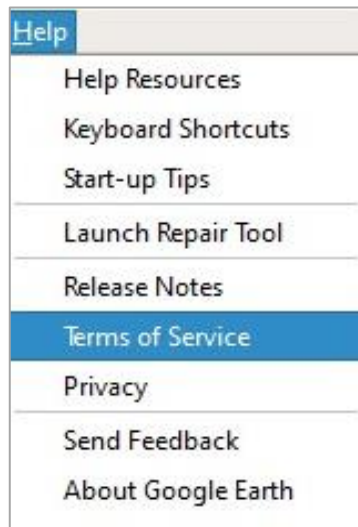 Help
Help Resources
Keyboard Shortcuts
Start-up Tips
Launch Repair Tool
Release Notes
Terms of Service
Privacy
Send Feedback
About Google Earth